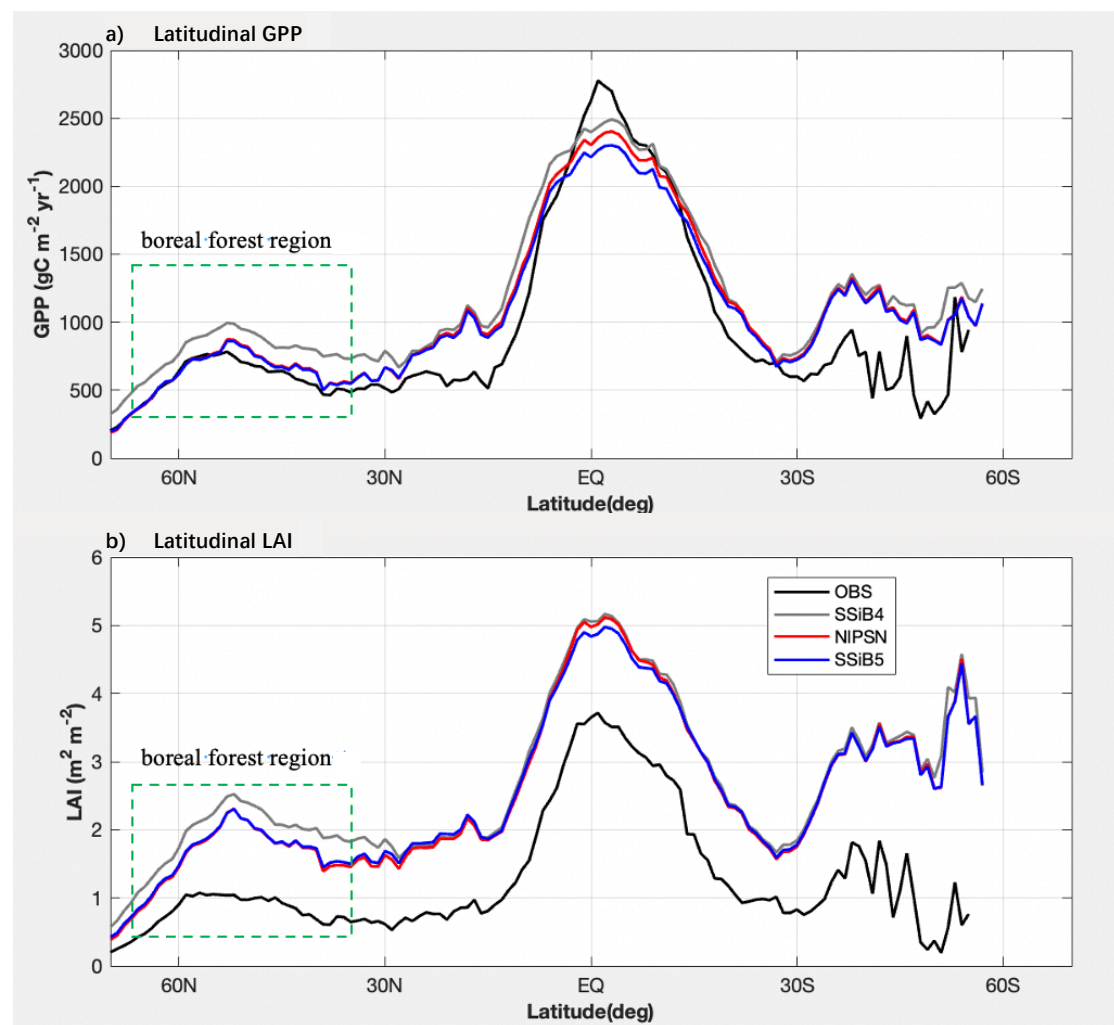 a) Latitudinal GPP
3000
2500
2000
1500
1000
500
0
GPP (gC m-2 yr-1)
boreal forest region
60N 30N EQ 30S 60S
Latitude(deg)
b) Latitudinal LAI
6
5
4
3
2
1
0
LAI (m2 m-2)
boreal forest region
OBS
SSiB4
NIPSN
SSiB5
60N 30N EQ 30S 60S
Latitude(deg)